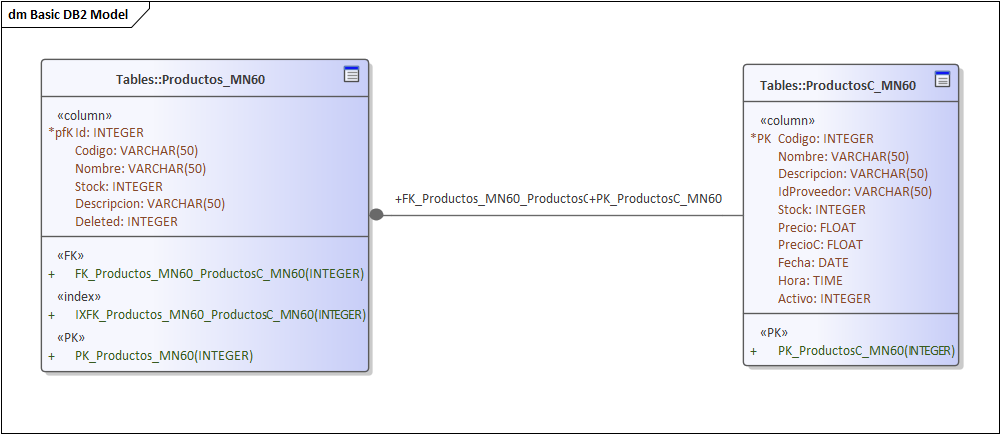 dm Basic DB2 Model
Tables::Productos_MN60
«column»
*pfK Id: INTEGER
Codigo: VARCHAR(50)
Nombre: VARCHAR(50)
Stock: INTEGER
Descripcion: VARCHAR(50)
Deleted: INTEGER
«FK»
+ FK_Productos_MN60_ProductosC_MN60(INTEGER)
«index»
+ IXFK_Productos_MN60_ProductosC_MN60(INTEGER)
«PK»
+ PK_Productos_MN60(INTEGER)
+FK_Productos_MN60_ProductosC+PK_ProductosC_MN60
Tables::ProductosC_MN60
«column»
*PK Codigo: INTEGER
Nombre: VARCHAR(50)
Descripcion: VARCHAR(50)
IdProveedor: VARCHAR(50)
Stock: INTEGER
Precio: FLOAT
PrecioC: FLOAT
Fecha: DATE
Hora: TIME
Activo: INTEGER
«PK»
+ PK_ProductosC_MN60(INTEGER)